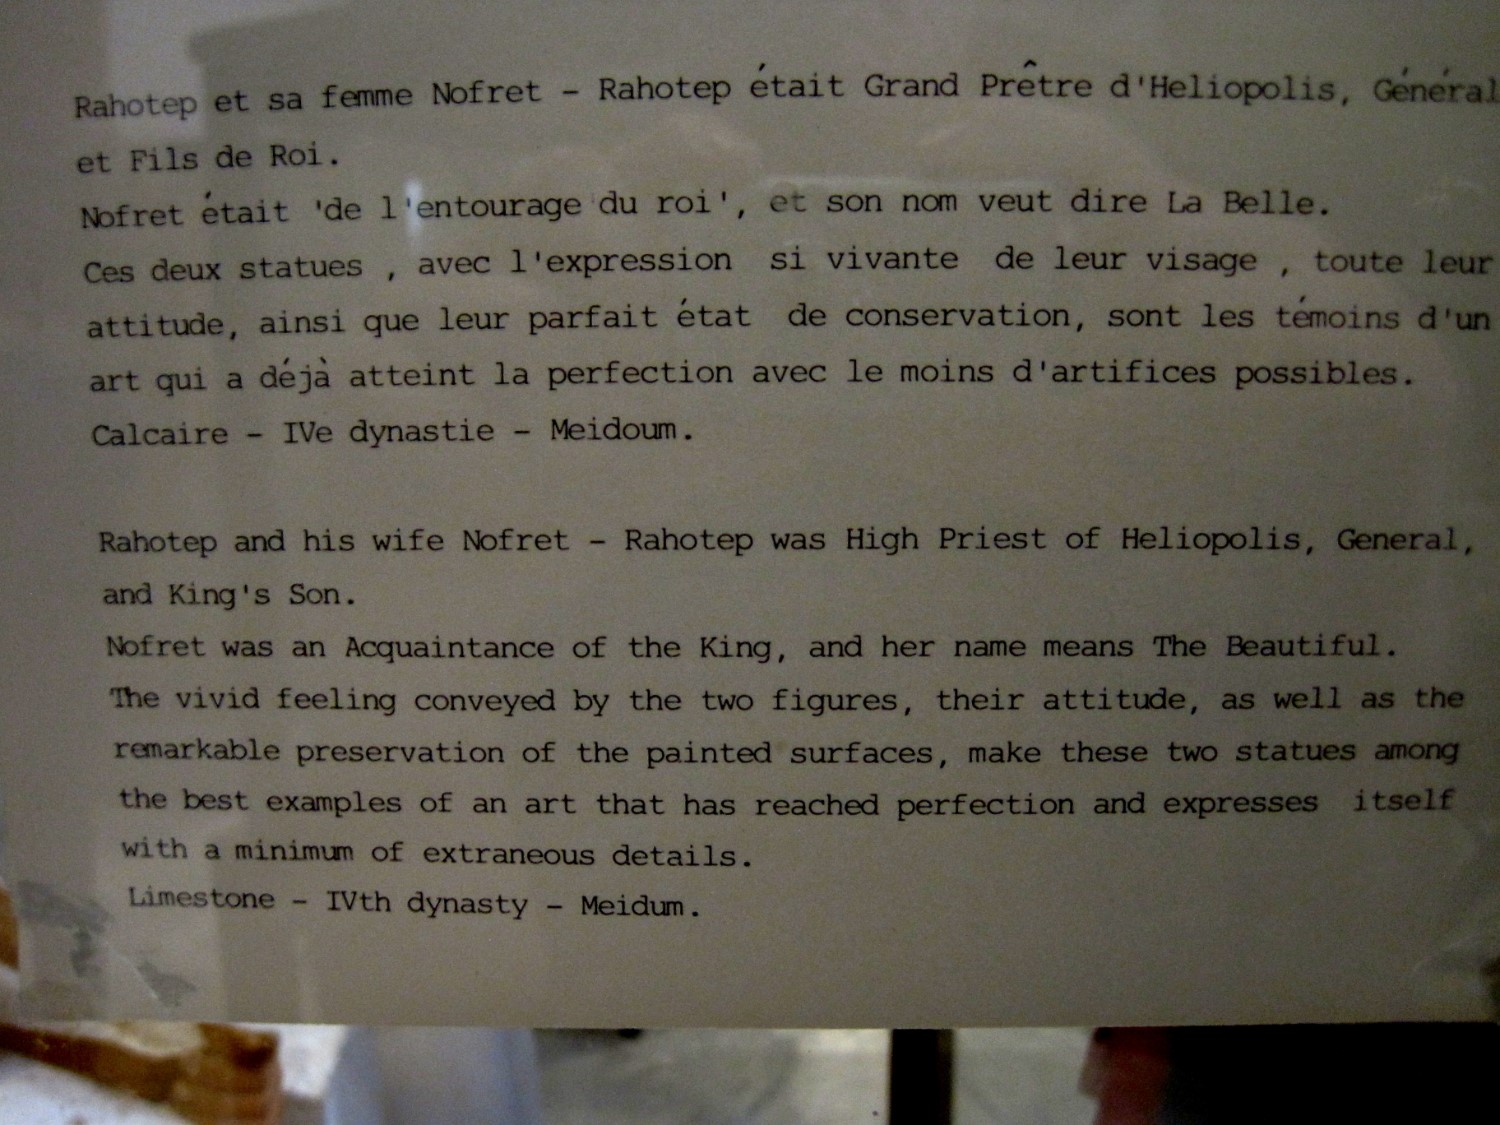 Rahotep et sa femme Nofret - Rahotep était Grand Prêtre d'Heliopolis, Général
et Fils de Roi.
Nofret était 'de l'entourage du roi', et son nom veut dire La Belle.
Ces deux statues , avec l'expression si vivante de leur visage , toute leur
attitude, ainsi que leur parfait état de conservation, sont les témoins d'un
art qui a déjà atteint la perfection avec le moins d'artifices possibles.
Calcaire - IVe dynastie - Meidoum.
Rahotep and his wife Nofret - Rahotep was High Priest of Heliopolis, General,
and King's Son.
Nofret was an Acquaintance of the King, and her name means The Beautiful.
The vivid feeling conveyed by the two figures, their attitude, as well as the
remarkable preservation of the painted surfaces, make these two statues among
the best examples of an art that has reached perfection and expresses itself
with a minimum of extraneous details.
Limestone - IVth dynasty - Meidum.